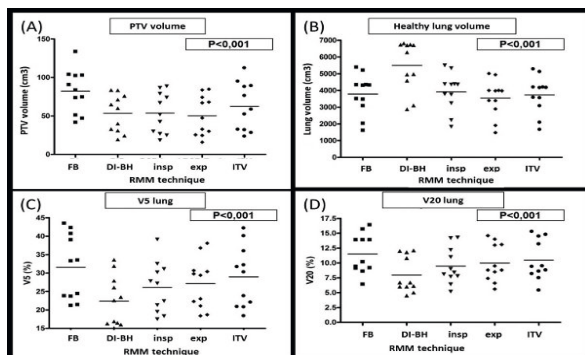 (A)
PTV volume
P<0,001
PTV volume (cm3)
150
100
50
0
FB DI-BH insp exp ITV
RMM technique
(B)
Healthy lung volume
P<0,001
Lung volume (cm3)
7000
6000
5000
4000
3000
2000
1000
0
FB DI-BH insp exp ITV
RMM technique
(C)
V5 lung
P<0,001
V5 (%)
45
40
35
30
25
20
15
FB DI-BH insp exp ITV
RMM technique
(D)
V20 lung
P<0,001
V20 (%)
17.5
15.0
12.5
10.0
7.5
5.0
2.5
0.0
FB DI-BH insp exp ITV
RMM technique